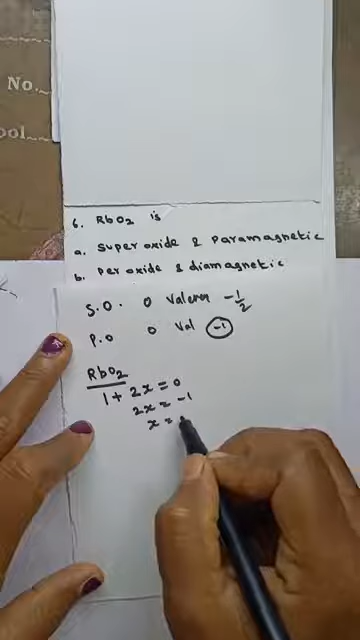 No.
ool
6. RbO2 is
a. Super oxide & Paramagnetic
b. Per oxide & diamagnetic
S.O. O Valency -1/2
P.O O Val -1
RbO2
1 + 2x = 0
2x = -1
x =